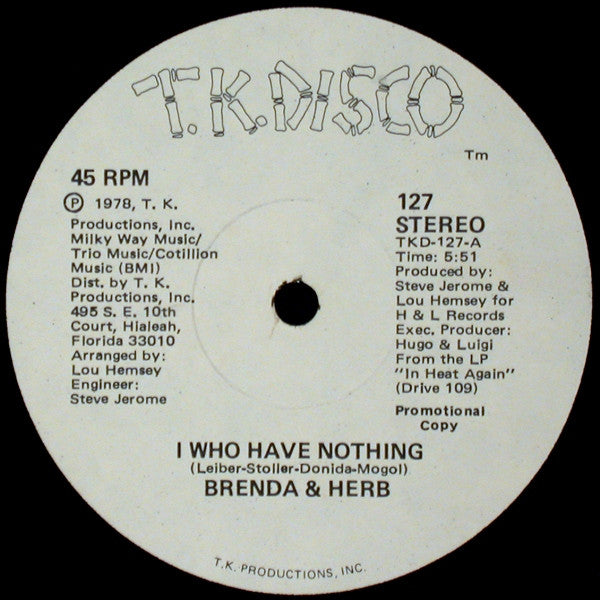 T.K. DISCO
Tm
45 RPM
Ⓟ 1978, T. K.
Productions, Inc.
Milky Way Music/
Trio Music/Cotillion
Music (BMI)
Dist. by T. K.
Productions, Inc.
495 S. E. 10th
Court, Hialeah,
Florida 33010
Arranged by:
Lou Hemsey
Engineer:
Steve Jerome
127
STEREO
TKD-127-A
Time: 5:51
Produced by:
Steve Jerome &
Lou Hemsey for
H & L Records
Exec. Producer:
Hugo & Luigi
From the LP
"In Heat Again"
(Drive 109)
Promotional
Copy
I WHO HAVE NOTHING
(Leiber-Stoller-Donida-Mogol)
BRENDA & HERB
T.K. PRODUCTIONS, INC.